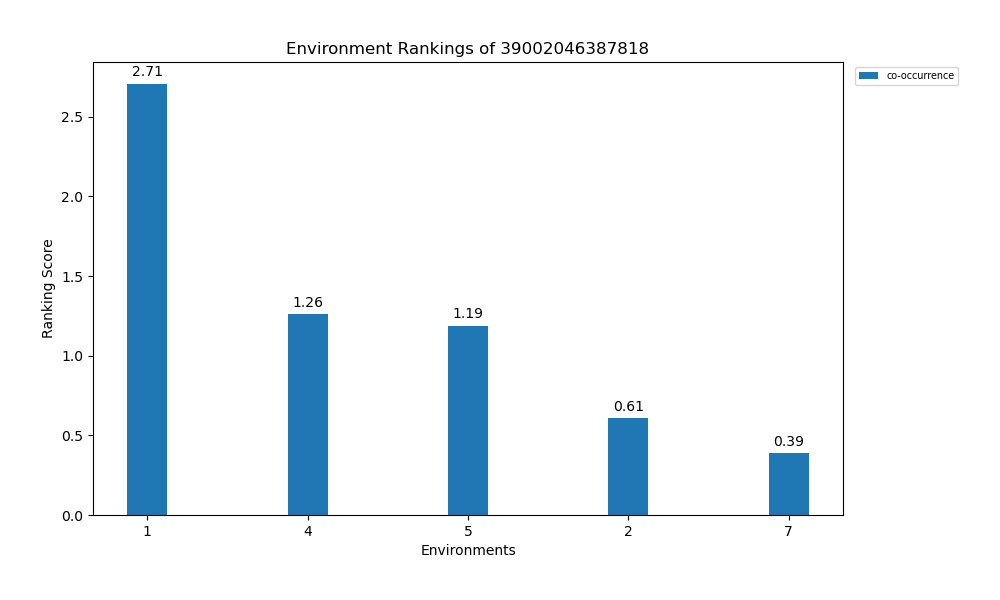 Environment Rankings of 39002046387818
co-occurrence
Ranking Score
2.5
2.0
1.5
1.0
0.5
0.0
2.71
1.26
1.19
0.61
0.39
1 4 5 2 7
Environments